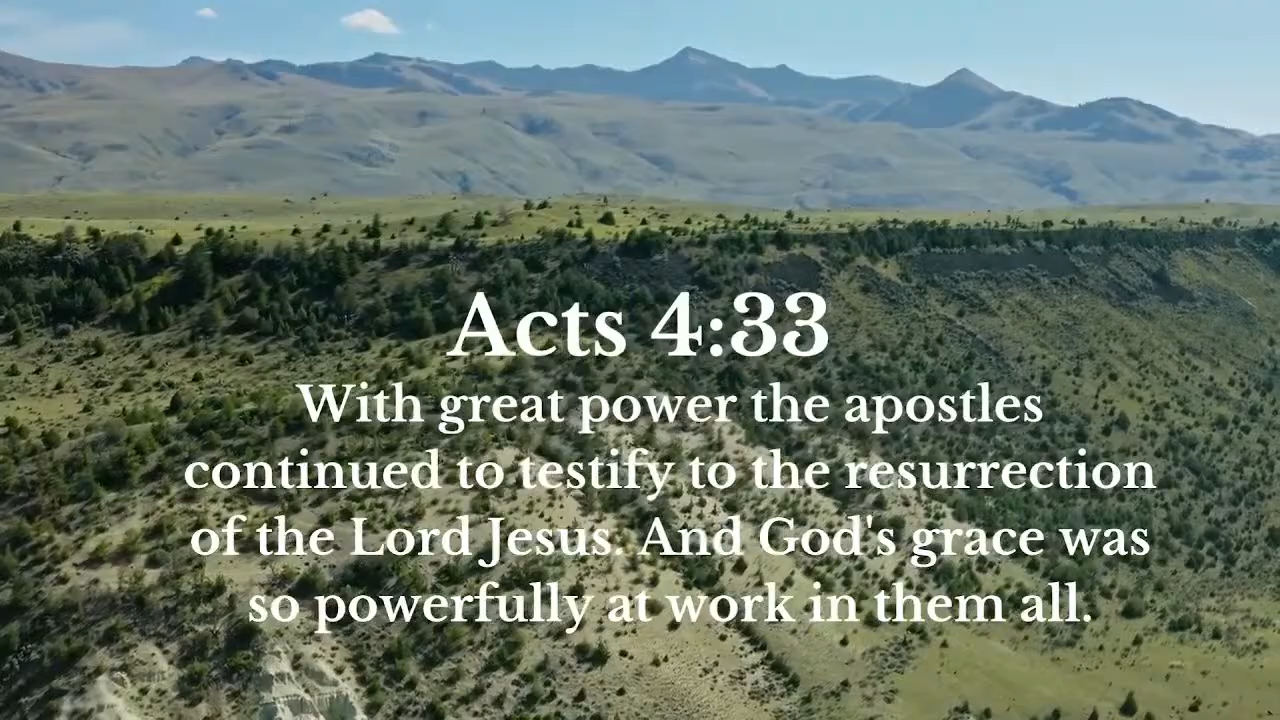 Acts 4:33
With great power the apostles
continued to testify to the resurrection
of the Lord Jesus. And God's grace was
so powerfully at work in them all.